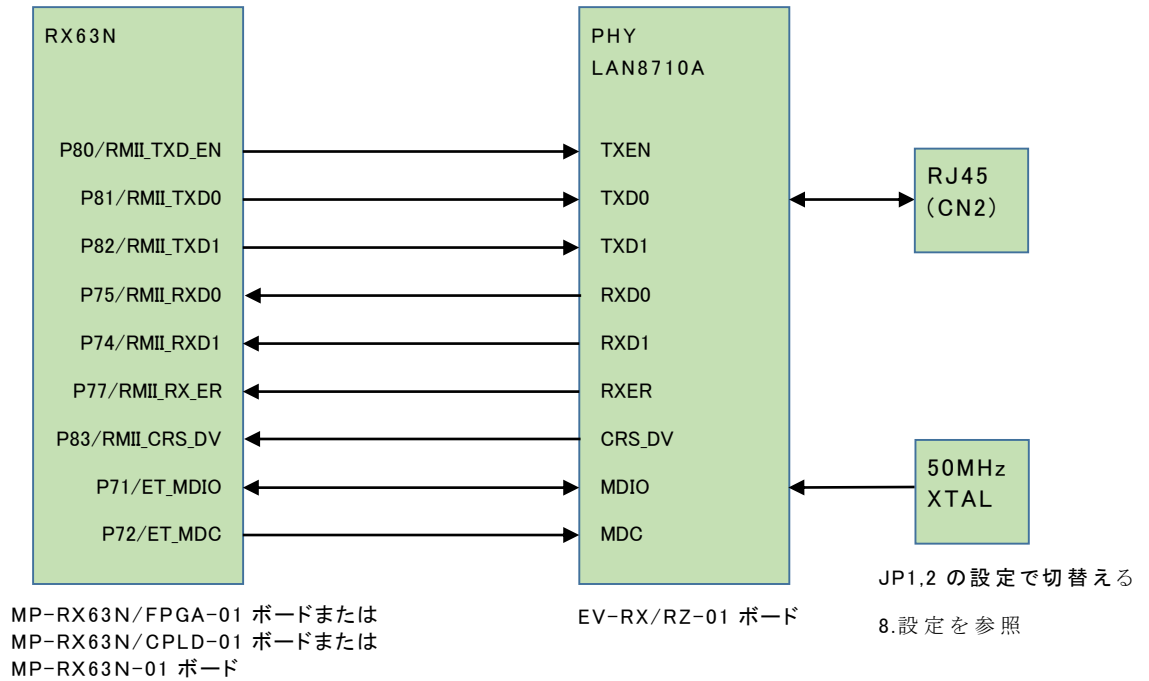 RX63N
PHY
LAN8710A
P80/RMII_TXD_EN
TXEN
P81/RMII_TXD0
TXD0
P82/RMII_TXD1
TXD1
P75/RMII_RXD0
RXD0
P74/RMII_RXD1
RXD1
P77/RMII_RX_ER
RXER
P83/RMII_CRS_DV
CRS_DV
P71/ET_MDIO
MDIO
P72/ET_MDC
MDC
RJ45
(CN2)
50MHz
XTAL
JP1,2 の設定で切替える
8.設定を参照
MP-RX63N/FPGA-01 ボードまたは
MP-RX63N/CPLD-01 ボードまたは
MP-RX63N-01 ボード
EV-RX/RZ-01 ボード